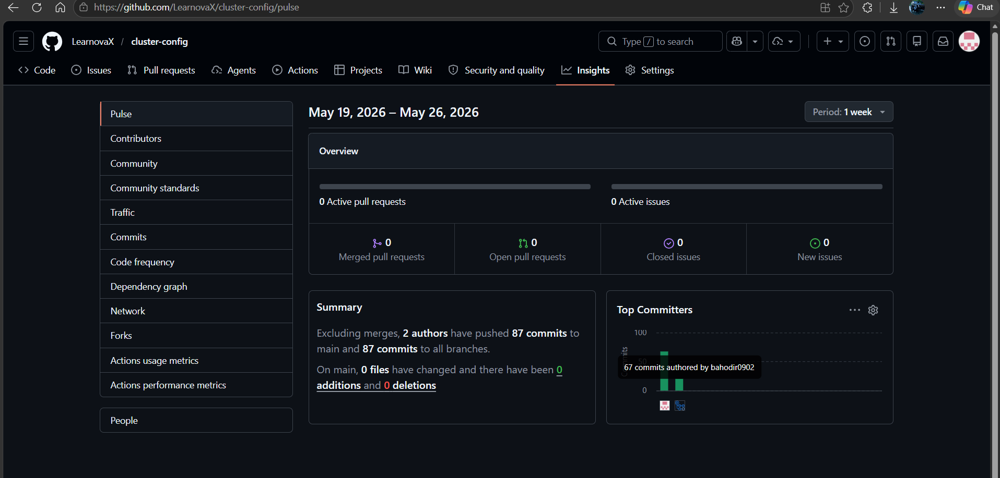 https://github.com/LearnovaX/cluster-config/pulse
Chat
LearnovaX / cluster-config
Type / to search
Code
Issues
Pull requests
Agents
Actions
Projects
Wiki
Security and quality
Insights
Settings
Pulse
Contributors
Community
Community standards
Traffic
Commits
Code frequency
Dependency graph
Network
Forks
Actions usage metrics
Actions performance metrics
People
May 19, 2026 – May 26, 2026
Period: 1 week
Overview
0 Active pull requests
0 Active issues
0
Merged pull requests
0
Open pull requests
0
Closed issues
0
New issues
Summary
Excluding merges, 2 authors have pushed 87 commits to
main and 87 commits to all branches.
On main, 0 files have changed and there have been 0
additions and 0 deletions
Top Committers
100
50
0
67 commits authored by bahodir0902